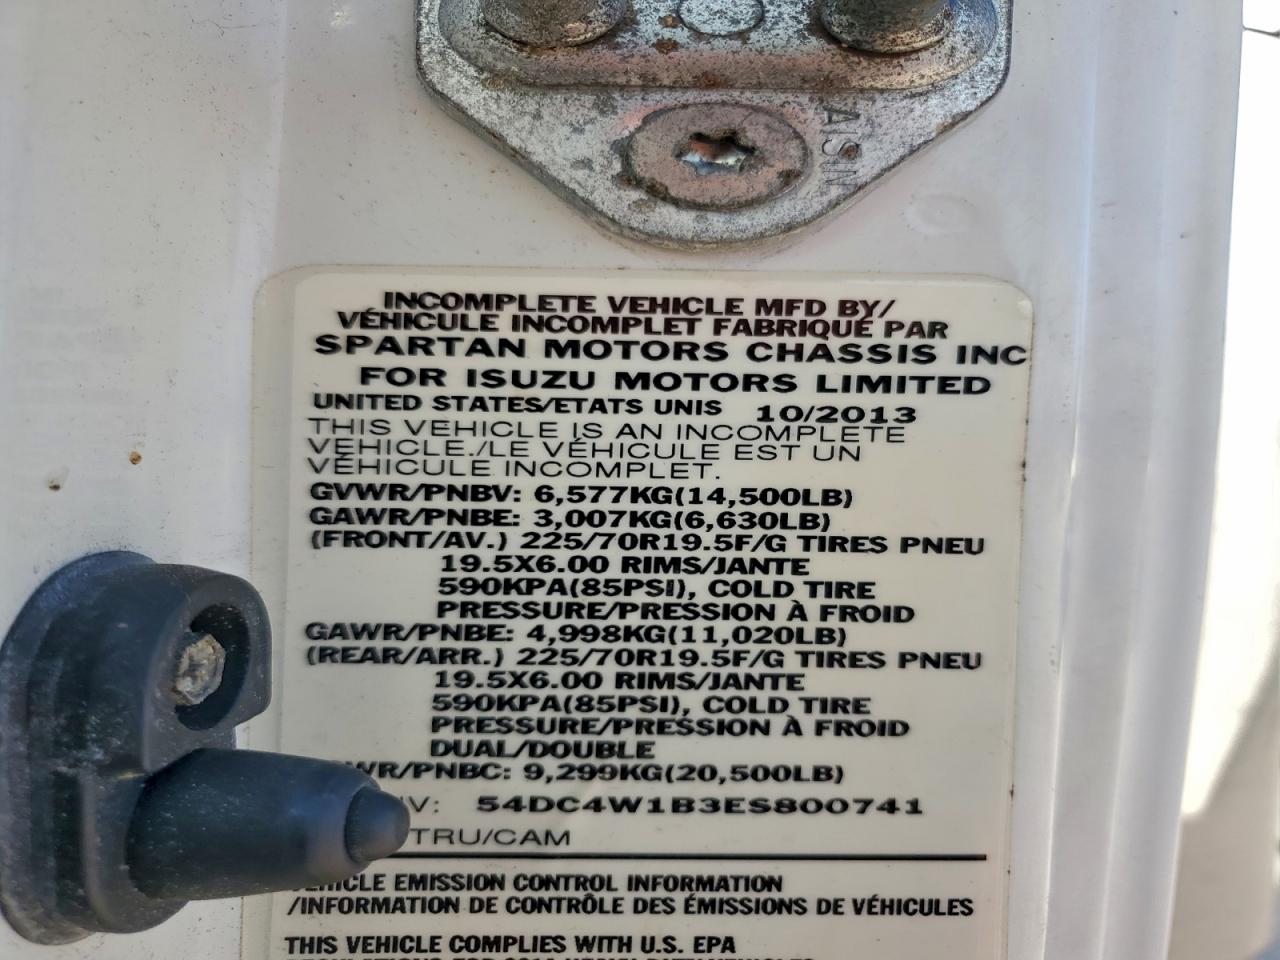 AISIN
INCOMPLETE VEHICLE MFD BY/
VÉHICULE INCOMPLET FABRIQUÉ PAR
SPARTAN MOTORS CHASSIS INC
FOR ISUZU MOTORS LIMITED
UNITED STATES/ETATS UNIS 10/2013
THIS VEHICLE IS AN INCOMPLETE
VEHICLE./LE VÉHICULE EST UN
VÉHICULE INCOMPLET.
GVWR/PNBV: 6,577KG(14,500LB)
GAWR/PNBE: 3,007KG(6,630LB)
(FRONT/AV.) 225/70R19.5F/G TIRES PNEU
19.5X6.00 RIMS/JANTE
590KPA(85PSI), COLD TIRE
PRESSURE/PRESSION À FROID
GAWR/PNBE: 4,998KG(11,020LB)
(REAR/ARR.) 225/70R19.5F/G TIRES PNEU
19.5X6.00 RIMS/JANTE
590KPA(85PSI), COLD TIRE
PRESSURE/PRESSION À FROID
DUAL/DOUBLE
WR/PNBC: 9,299KG(20,500LB)
IV: 54DC4W1B3ES800741
TRU/CAM
VEHICLE EMISSION CONTROL INFORMATION
/INFORMATION DE CONTRÔLE DES ÉMISSIONS DE VÉHICULES
THIS VEHICLE COMPLIES WITH U.S. EPA